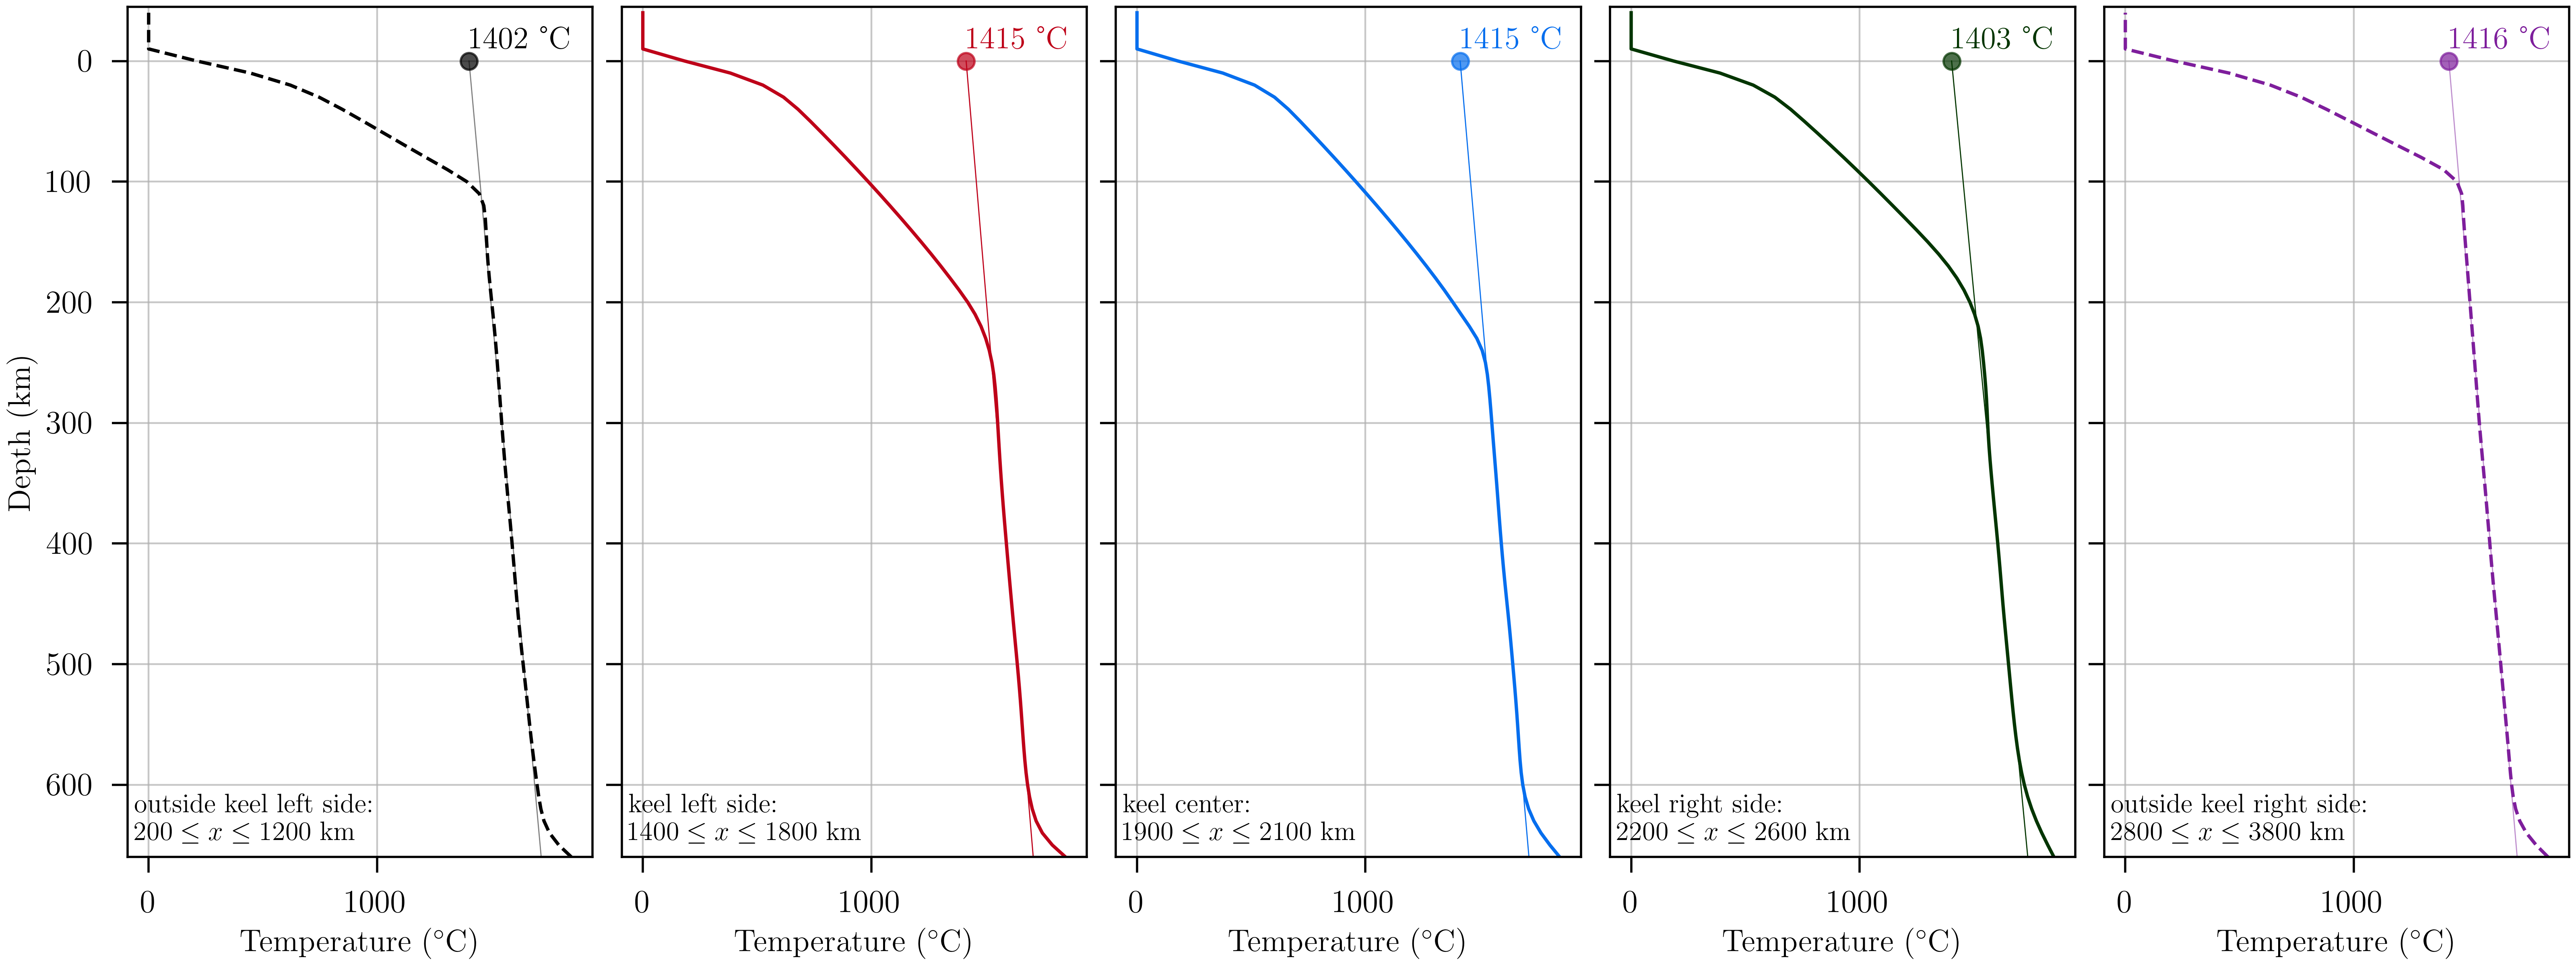 1402 °C
1415 °C
1415 °C
1403 °C
1416 °C
Depth (km)
0
100
200
300
400
500
600
outside keel left side:
200 ≤ x ≤ 1200 km
keel left side:
1400 ≤ x ≤ 1800 km
keel center:
1900 ≤ x ≤ 2100 km
keel right side:
2200 ≤ x ≤ 2600 km
outside keel right side:
2800 ≤ x ≤ 3800 km
0 1000
0 1000
0 1000
0 1000
0 1000
Temperature (°C)
Temperature (°C)
Temperature (°C)
Temperature (°C)
Temperature (°C)